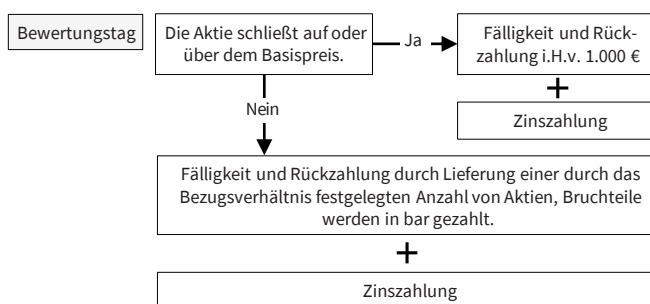 Bewertungstag
Die Aktie schließt auf oder
über dem Basispreis.
Ja
Fälligkeit und Rück-
zahlung i.H.v. 1.000 €
+
Zinszahlung
Nein
Fälligkeit und Rückzahlung durch Lieferung einer durch das
Bezugsverhältnis festgelegten Anzahl von Aktien, Bruchteile
werden in bar gezahlt.
+
Zinszahlung